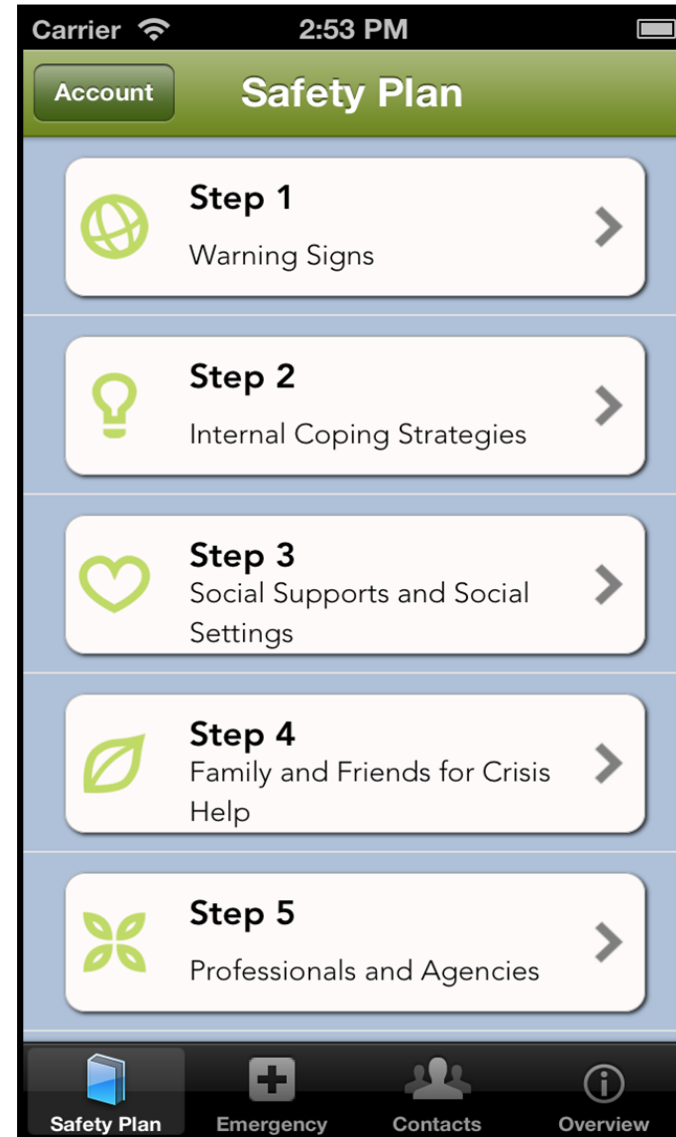 Carrier 2:53 PM
Account Safety Plan
Step 1
Warning Signs
Step 2
Internal Coping Strategies
Step 3
Social Supports and Social
Settings
Step 4
Family and Friends for Crisis
Help
Step 5
Professionals and Agencies
Safety Plan Emergency Contacts Overview